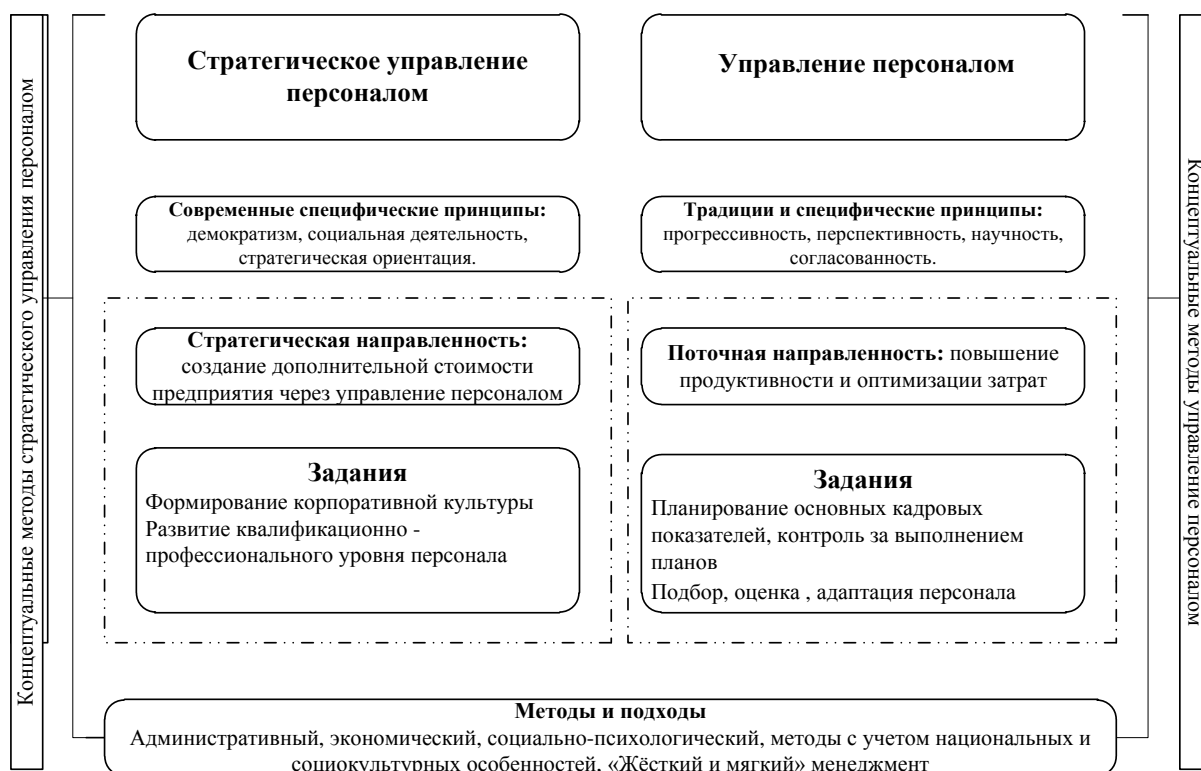 Концептуальные методы стратегического управления персоналом
Стратегическое управление
персоналом
Современные специфические принципы:
демократизм, социальная деятельность,
стратегическая ориентация.
Стратегическая направленность:
создание дополнительной стоимости
предприятия через управление персоналом
Задания
Формирование корпоративной культуры
Развитие квалификационно -
профессионального уровня персонала
Управление персоналом
Традиции и специфические принципы:
прогрессивность, перспективность, научность,
согласованность.
Поточная направленность: повышение
продуктивности и оптимизации затрат
Задания
Планирование основных кадровых
показателей, контроль за выполнением
планов
Подбор, оценка , адаптация персонала
Концептуальные методы управление персоналом
Методы и подходы
Административный, экономический, социально-психологический, методы с учетом национальных и
социокультурных особенностей, «Жёсткий и мягкий» менеджмент